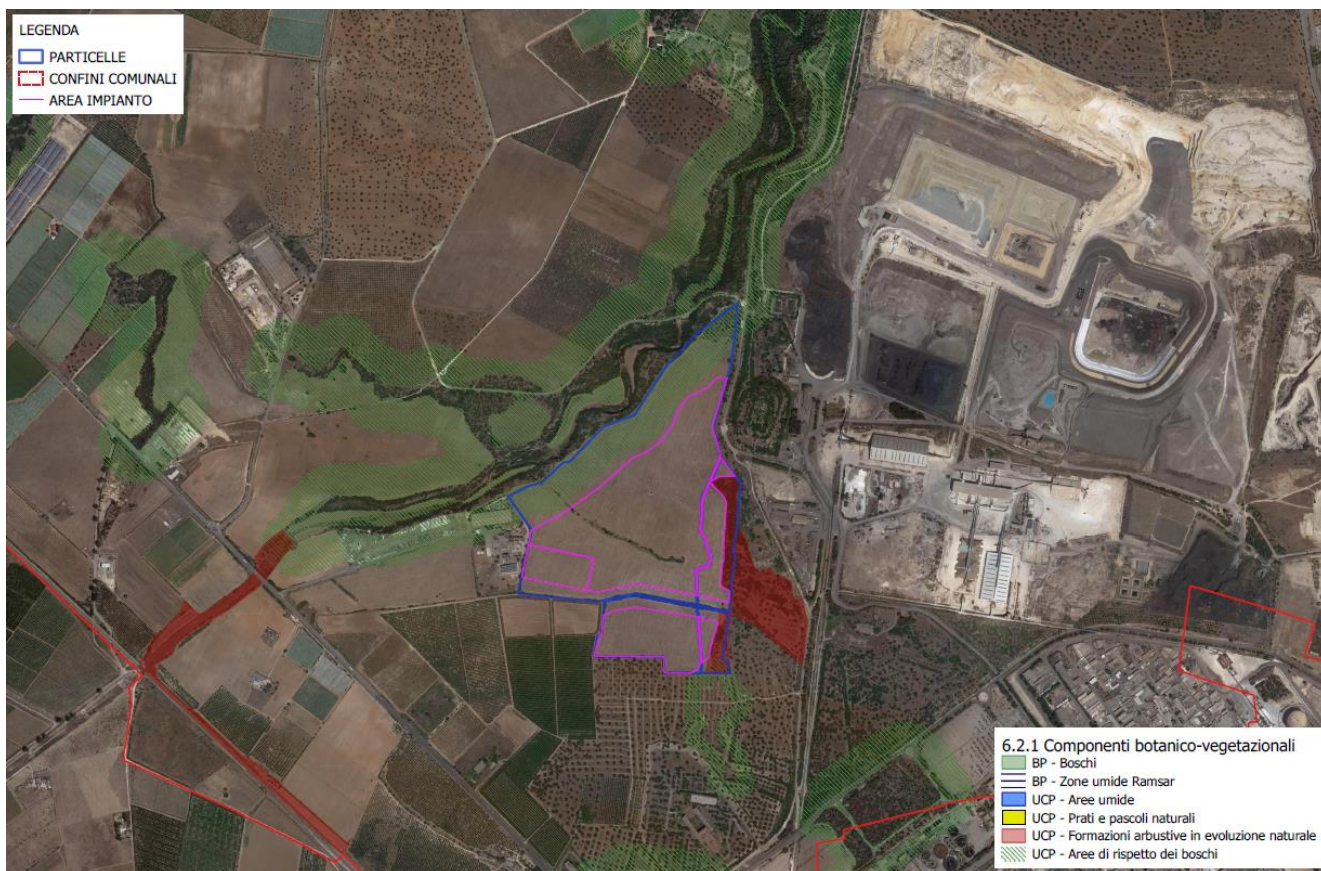 LEGENDA
PARTICELLE
CONFINI COMUNALI
AREA IMPIANTO
6.2.1 Componenti botanico-vegetazionali
BP - Boschi
BP - Zone umide Ramsar
UCP - Aree umide
UCP - Prati e pascoli naturali
UCP - Formazioni arbustive in evoluzione naturale
UCP - Aree di rispetto dei boschi